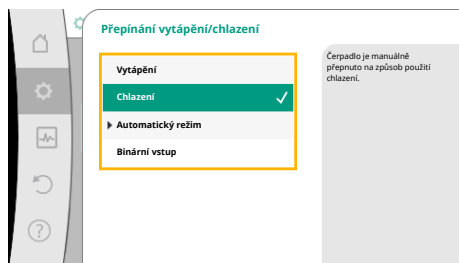 Přepínání vytápění/chlazení
Vytápění
Chlazení
Automatický režim
Binární vstup
Čerpadlo je manuálně
přepnuto na způsob použití
chlazení.